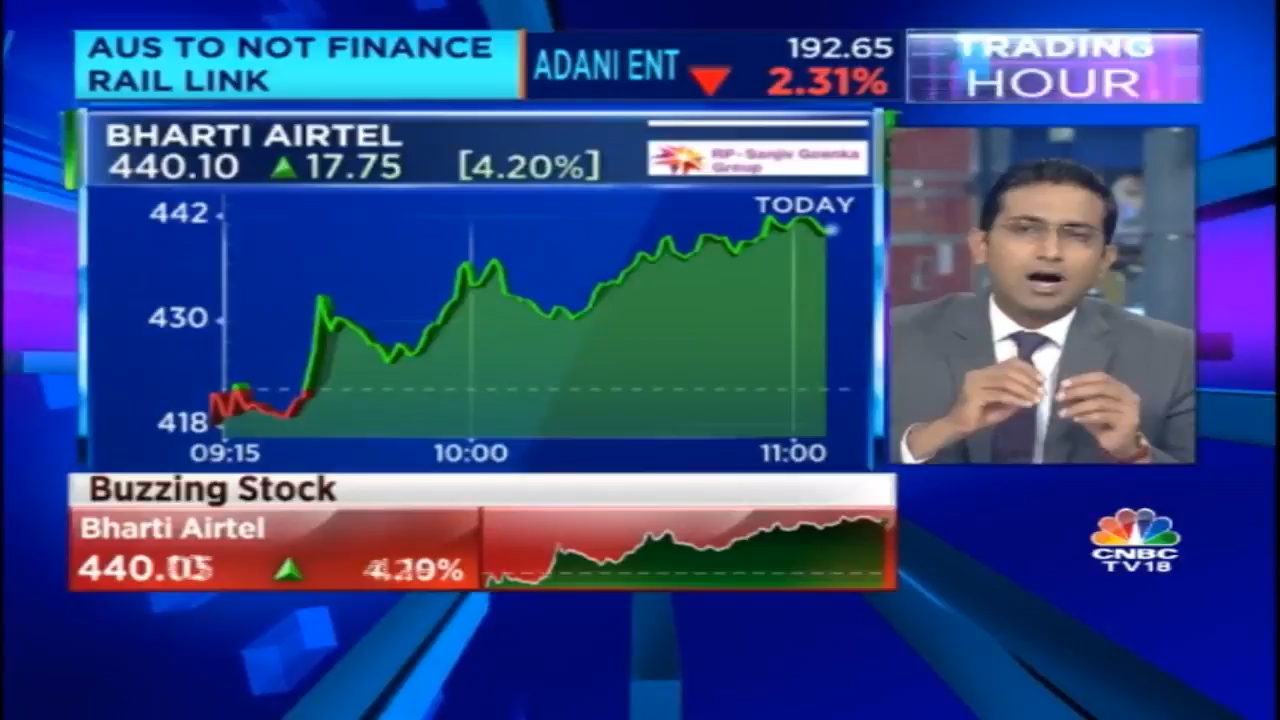 AUS TO NOT FINANCE
RAIL LINK
ADANI ENT
192.65
2.31%
TRADING
HOUR
BHARTI AIRTEL
440.10 17.75 [4.20%]
RP-Sanjiv Goenka
Group
TODAY
442
430
418
09:15 10:00 11:00
Buzzing Stock
Bharti Airtel
440.
CNBC
TV18